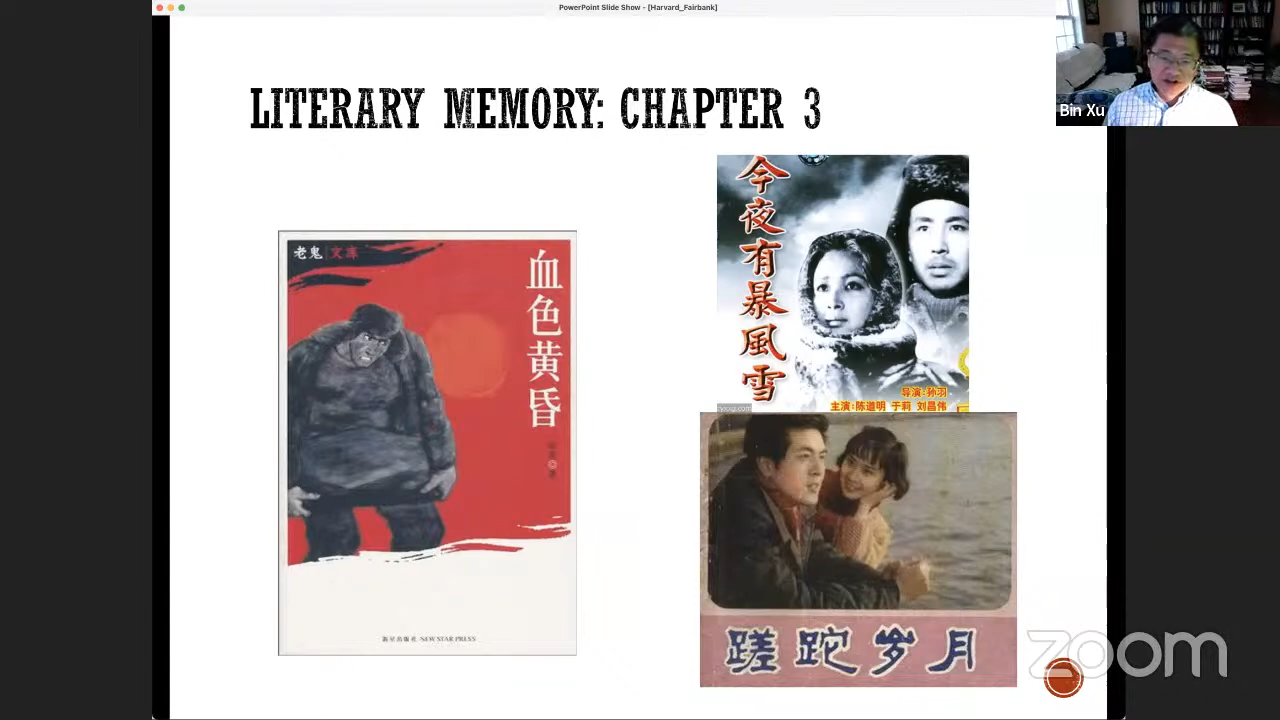 PowerPoint Slide Show - [Harvard_Fairbank]
Bin Xu
LITERARY MEMORY: CHAPTER 3
老鬼 文库
血色黄昏
新星出版社 NEW STAR PRESS
今夜有暴風雪
导演:孙羽
主演:陈道明 于莉 刘昌伟
蹉跎岁月
zoom